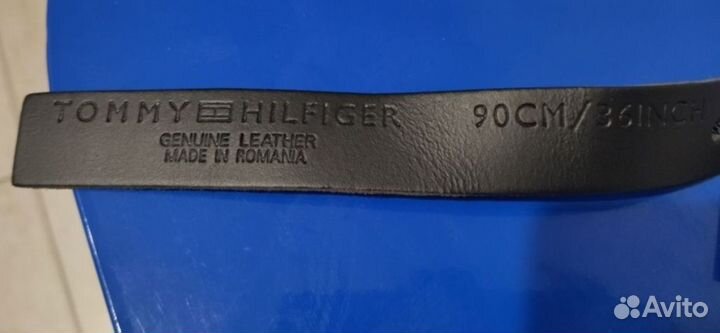 TOMMY HILFIGER 90CM/36INCH
GENUINE LEATHER
MADE IN ROMANIA
Avito